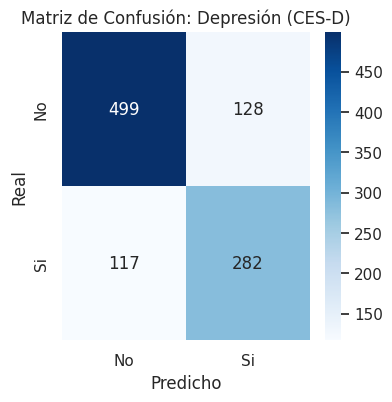 Matriz de Confusión: Depresión (CES-D)
Real
No
499
128
Si
117
282
No
Si
Predicho
450
400
350
300
250
200
150